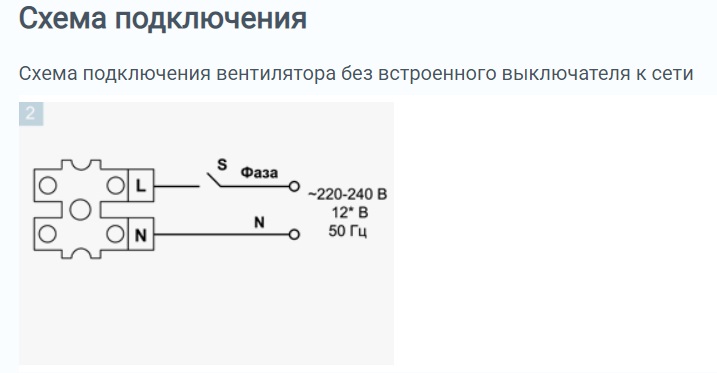 Схема подключения
Схема подключения вентилятора без встроенного выключателя к сети
2
S Фаза
L
~220-240 В
12* В
N
N
50 Гц